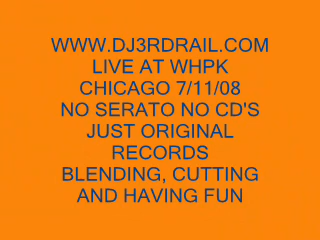 WWW.DJ3RDRAIL.COM
LIVE AT WHPK
CHICAGO 7/11/08
NO SERATO NO CD'S
JUST ORIGINAL
RECORDS
BLENDING, CUTTING
AND HAVING FUN